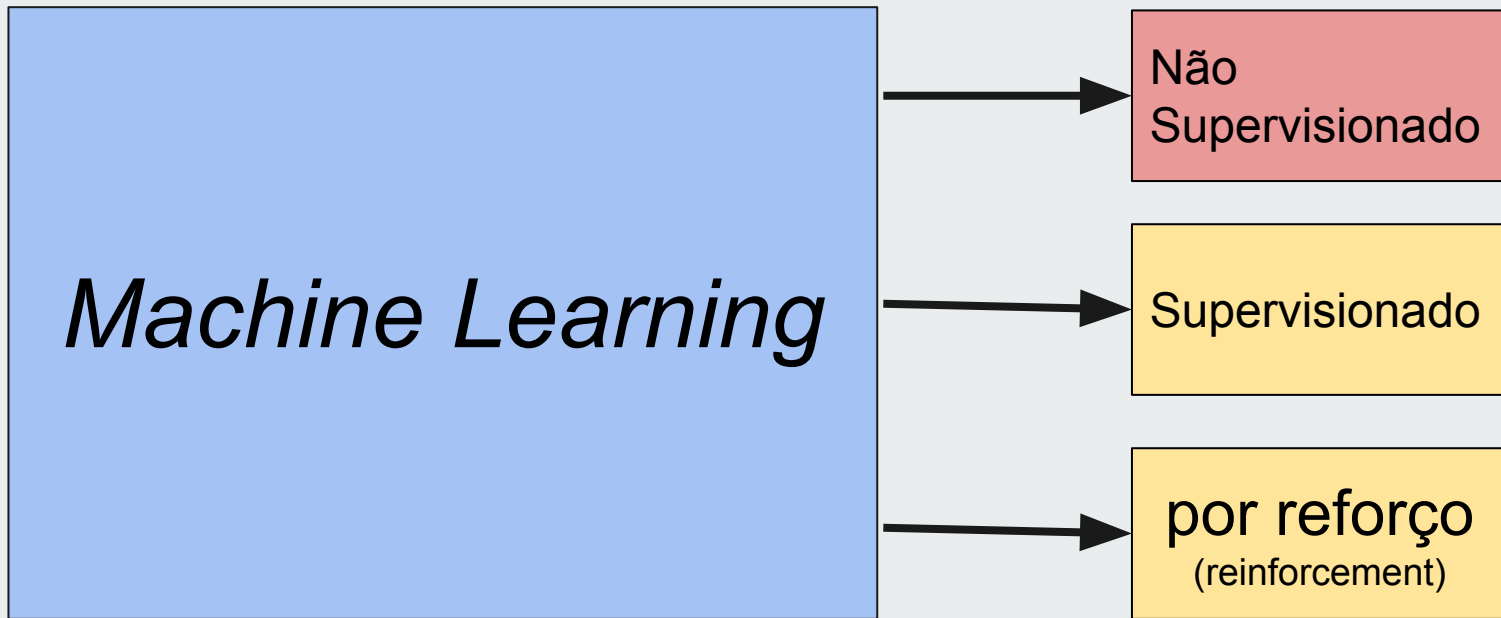 Machine Learning
Não
Supervisionado
Supervisionado
por reforço
(reinforcement)